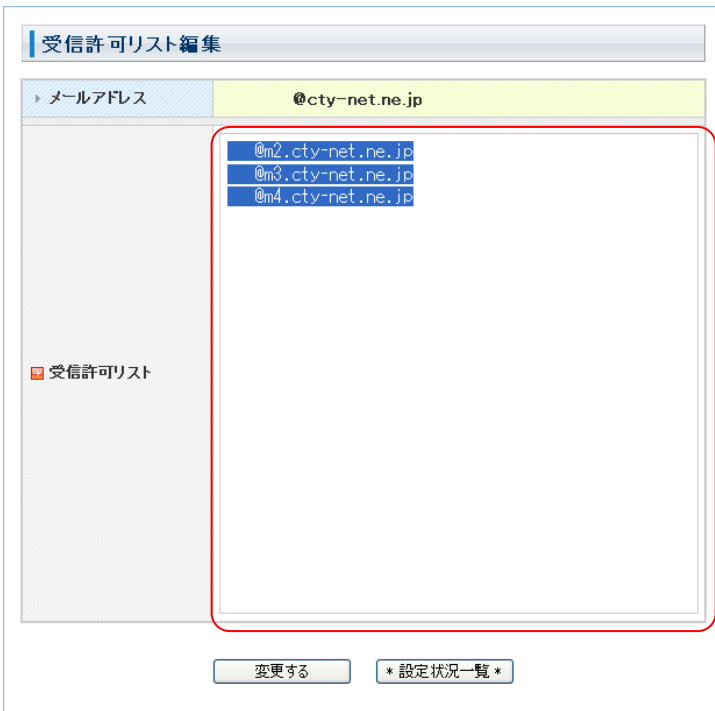 受信許可リスト編集
メールアドレス
@cty-net.ne.jp
@m2.cty-net.ne.jp
@m3.cty-net.ne.jp
@m4.cty-net.ne.jp
受信許可リスト
変更する
* 設定状況一覧 *